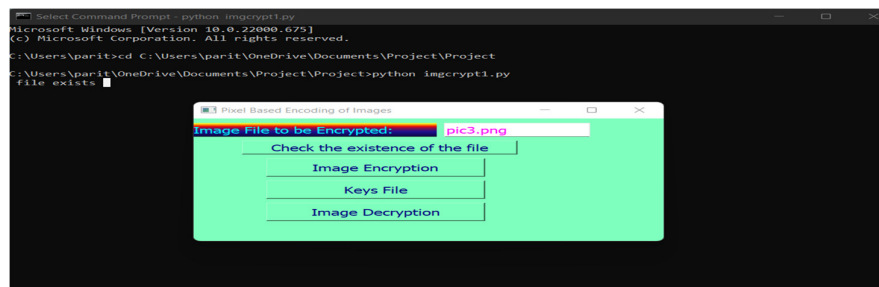 Select Command Prompt - python imgcrypt1.py
Microsoft Windows [Version 10.0.22000.675]
(c) Microsoft Corporation. All rights reserved.
C:\Users\parit>cd C:\Users\parit\OneDrive\Documents\Project\Project
C:\Users\parit\OneDrive\Documents\Project\Project>python imgcrypt1.py
file exists
Pixel Based Encoding of Images
Image File to be Encrypted: pic3.png
Check the existence of the file
Image Encryption
Keys File
Image Decryption